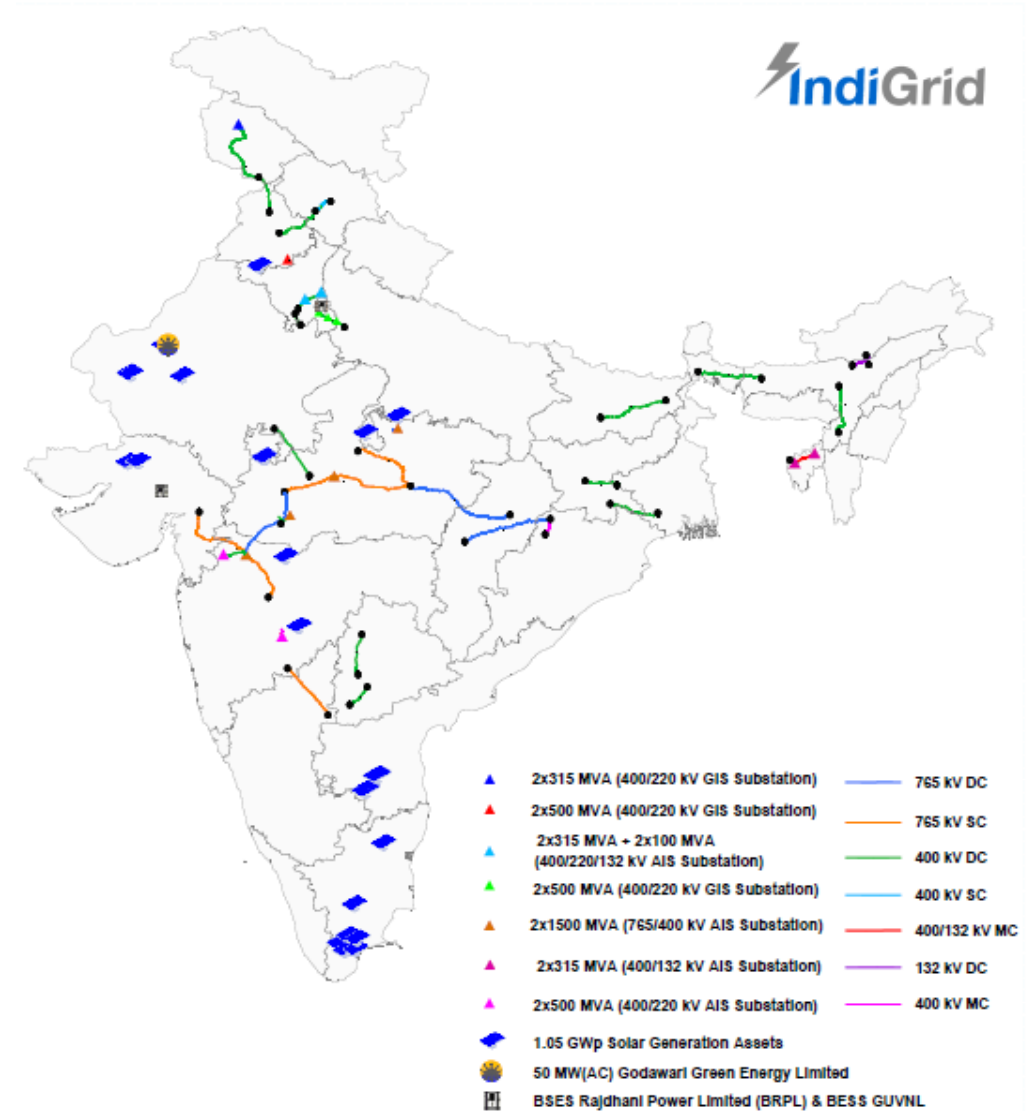 IndiGrid
2x315 MVA (400/220 kV GIS Substation)
765 kV DC
2x500 MVA (400/220 kV GIS Substation)
765 kV SC
2x315 MVA + 2x100 MVA
(400/220/132 kV AIS Substation)
400 kV DC
2x500 MVA (400/220 kV GIS Substation)
400 kV SC
2x1500 MVA (765/400 kV AIS Substation)
400/132 kV MC
2x315 MVA (400/132 kV AIS Substation)
132 kV DC
2x500 MVA (400/220 kV AIS Substation)
400 kV MC
1.05 GWp Solar Generation Assets
50 MW(AC) Godawari Green Energy Limited
BSES Rajdhani Power Limited (BRPL) & BESS GUVNL